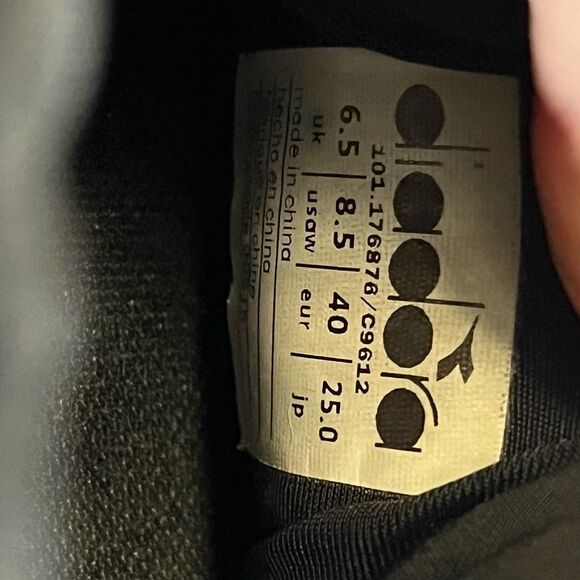 diadora
101.176876/C9612
6.5 | 8.5 | 40 | 25.0
uk | usaw | eur | jp
made in china
hecho en china